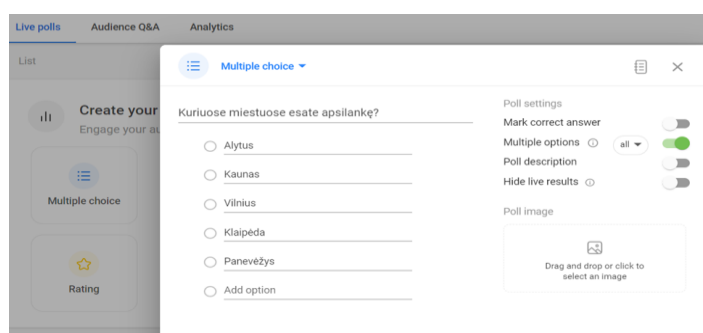 Live polls Audience Q&A Analytics
List
Multiple choice
Create your
Engage your au
Multiple choice
Rating
Kuriuose miestuose esate apsilankę?
Alytus
Kaunas
Vilnius
Klaipėda
Panevėžys
Add option
Poll settings
Mark correct answer
Multiple options all
Poll description
Hide live results
Poll image
Drag and drop or click to
select an image